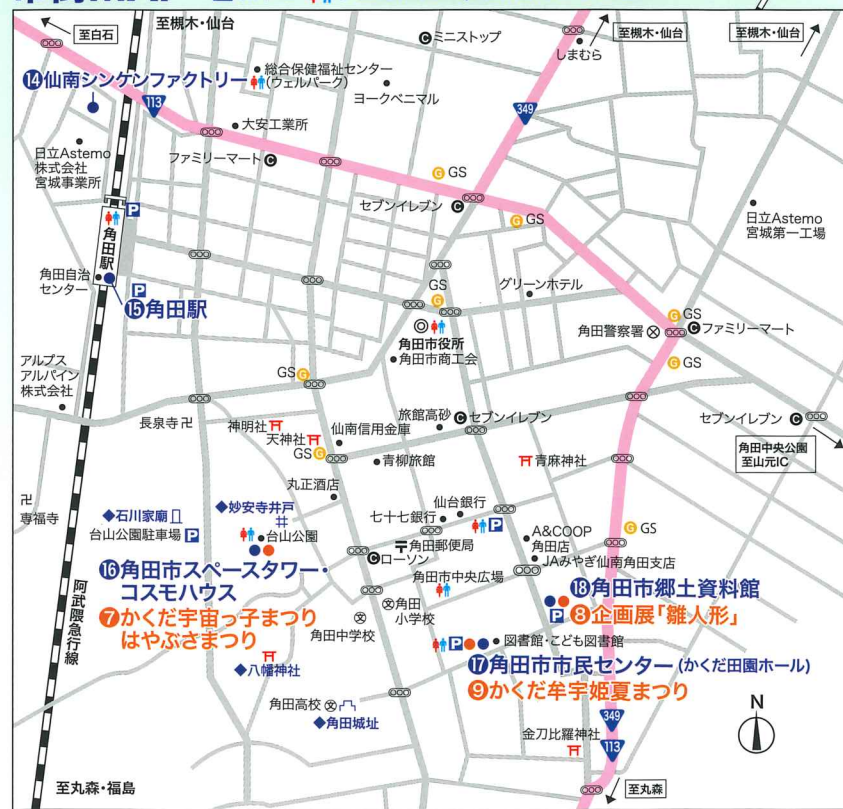 至白石
至槻木・仙台
ミニストップ
しまむら
至槻木・仙台
至槻木・仙台
⑭仙南シンケンファクトリー
総合保健福祉センター
(ウェルパーク)
ヨークベニマル
113
349
大安工業所
日立Astemo
株式会社
宮城事業所
ファミリーマート
GS
セブンイレブン
GS
日立Astemo
宮城第一工場
P
角田駅
角田自治
センター
P
⑮角田駅
GS
グリーンホテル
角田市役所
角田市商工会
角田警察署
GS
ファミリーマート
GS
アルプス
アルパイン
株式会社
GS
長泉寺
神明社
天神社
GS
仙南信用金庫
旅館高砂
セブンイレブン
セブンイレブン
角田中央公園
至山元IC
青柳旅館
青麻神社
丸正酒店
専福寺
◆石川家廟
台山公園駐車場 P
◆妙安寺井戸
台山公園
仙台銀行
七十七銀行
P
GS
角田郵便局
ローソン
A&COOP
角田店
JAみやぎ仙南角田支店
⑯角田市スペースタワー・
コスモハウス
⑦かくだ宇宙っ子まつり
はやぶさまつり
角田市中央広場
角田
小学校
角田中学校
⑱角田市郷土資料館
P
⑧企画展「雛人形」
P
図書館・こども図書館
⑰角田市市民センター(かくだ田園ホール)
⑨かくだ牟宇姫夏まつり
阿武隈急行線
◆八幡神社
角田高校
◆角田城址
349
113
金刀比羅神社
N
至丸森・福島
至丸森